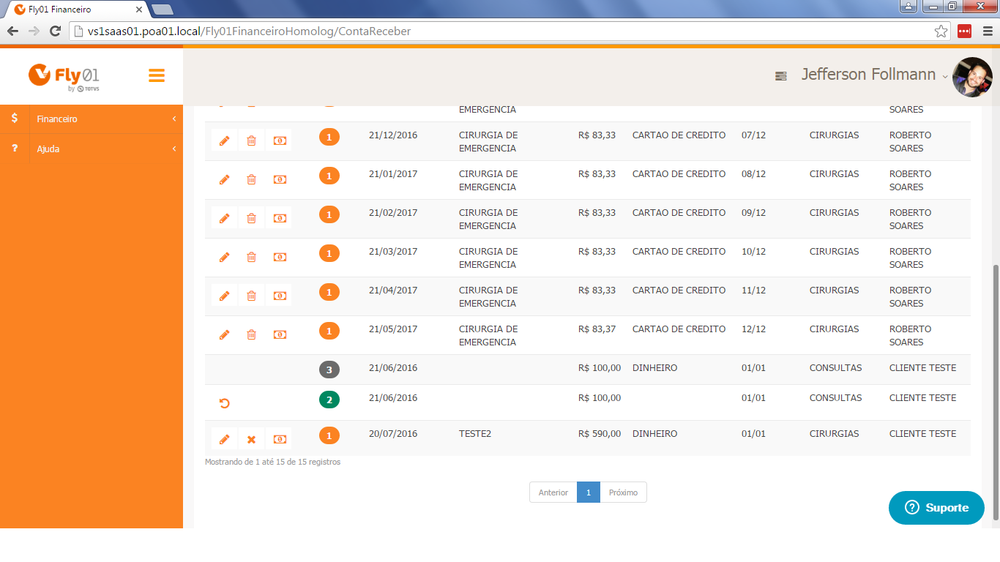 Fly01 Financeiro
vs1saas01.poa01.local/Fly01FinanceiroHomolog/ContaReceber
Fly01
by TOTVS
Jefferson Follmann
$ Financeiro
? Ajuda
EMERGENCIA SOARES
1 21/12/2016 CIRURGIA DE R$ 83,33 CARTAO DE CREDITO 07/12 CIRURGIAS ROBERTO
EMERGENCIA SOARES
1 21/01/2017 CIRURGIA DE R$ 83,33 CARTAO DE CREDITO 08/12 CIRURGIAS ROBERTO
EMERGENCIA SOARES
1 21/02/2017 CIRURGIA DE R$ 83,33 CARTAO DE CREDITO 09/12 CIRURGIAS ROBERTO
EMERGENCIA SOARES
1 21/03/2017 CIRURGIA DE R$ 83,33 CARTAO DE CREDITO 10/12 CIRURGIAS ROBERTO
EMERGENCIA SOARES
1 21/04/2017 CIRURGIA DE R$ 83,33 CARTAO DE CREDITO 11/12 CIRURGIAS ROBERTO
EMERGENCIA SOARES
1 21/05/2017 CIRURGIA DE R$ 83,37 CARTAO DE CREDITO 12/12 CIRURGIAS ROBERTO
EMERGENCIA SOARES
3 21/06/2016 R$ 100,00 DINHEIRO 01/01 CONSULTAS CLIENTE TESTE
2 21/06/2016 R$ 100,00 01/01 CONSULTAS CLIENTE TESTE
1 20/07/2016 TESTE2 R$ 590,00 DINHEIRO 01/01 CIRURGIAS CLIENTE TESTE
Mostrando de 1 até 15 de 15 registros
Anterior 1 Próximo
? Suporte